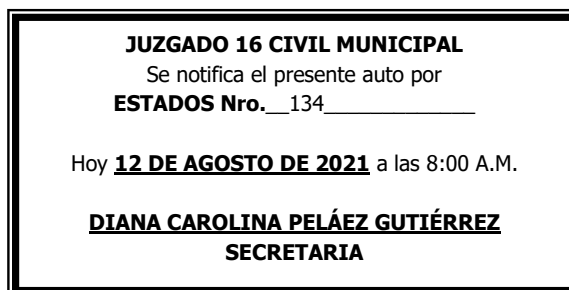 JUZGADO 16 CIVIL MUNICIPAL
Se notifica el presente auto por
ESTADOS Nro.__134______________
Hoy 12 DE AGOSTO DE 2021 a las 8:00 A.M.
DIANA CAROLINA PELÁEZ GUTIÉRREZ
SECRETARIA